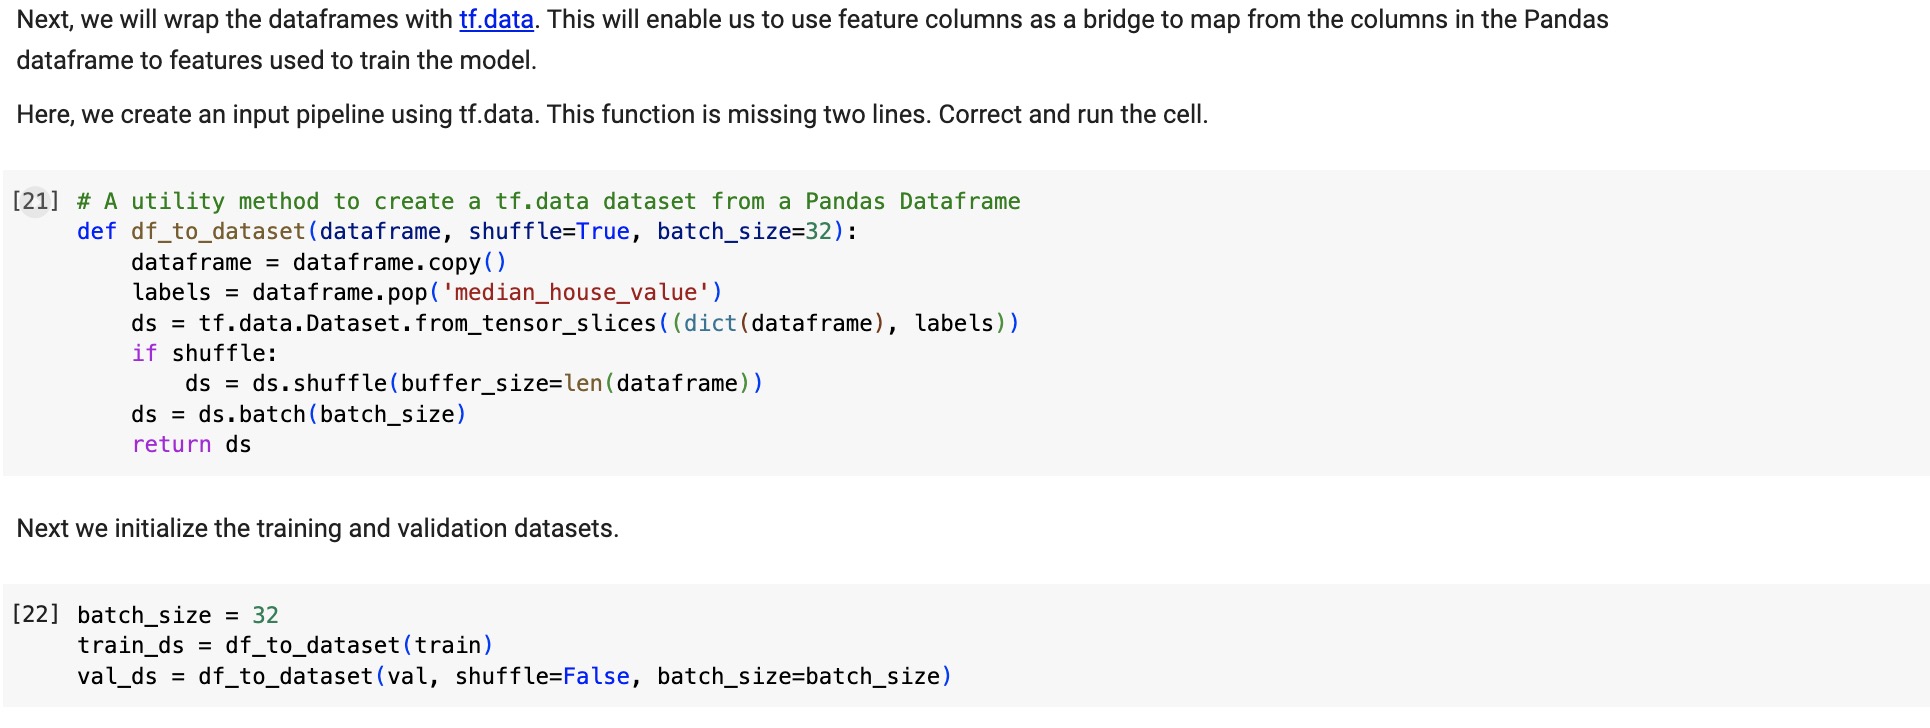 Next, we will wrap the dataframes with tf.data. This will enable us to use feature columns as a bridge to map from the columns in the Pandas
dataframe to features used to train the model.
Here, we create an input pipeline using tf.data. This function is missing two lines. Correct and run the cell.
[21] # A utility method to create a tf.data dataset from a Pandas Dataframe
def df_to_dataset(dataframe, shuffle=True, batch_size=32):
    dataframe = dataframe.copy()
    labels = dataframe.pop('median_house_value')
    ds = tf.data.Dataset.from_tensor_slices((dict(dataframe), labels))
    if shuffle:
        ds = ds.shuffle(buffer_size=len(dataframe))
    ds = ds.batch(batch_size)
    return ds
Next we initialize the training and validation datasets.
[22] batch_size = 32
train_ds = df_to_dataset(train)
val_ds = df_to_dataset(val, shuffle=False, batch_size=batch_size)